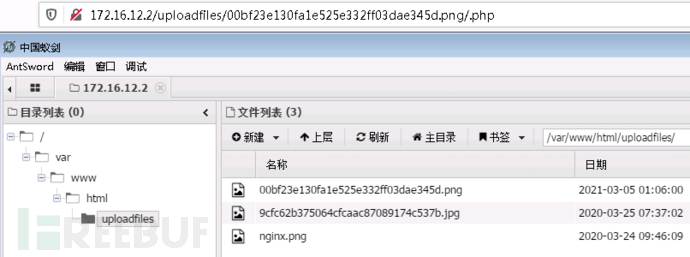 172.16.12.2/uploadfiles/00bf23e130fa1e525e332ff03dae345d.png/.php
中国蚁剑
AntSword 编辑 窗口 调试
172.16.12.2
目录列表 (0)
文件列表 (3)
新建 上层 刷新 主目录 书签 /var/www/html/uploadfiles/
/
var
www
html
uploadfiles
名称 日期
00bf23e130fa1e525e332ff03dae345d.png 2021-03-05 01:06:00
9cfc62b375064cfcaac87089174c537b.jpg 2020-03-25 07:37:02
nginx.png 2020-03-24 09:46:09
FREEBUF